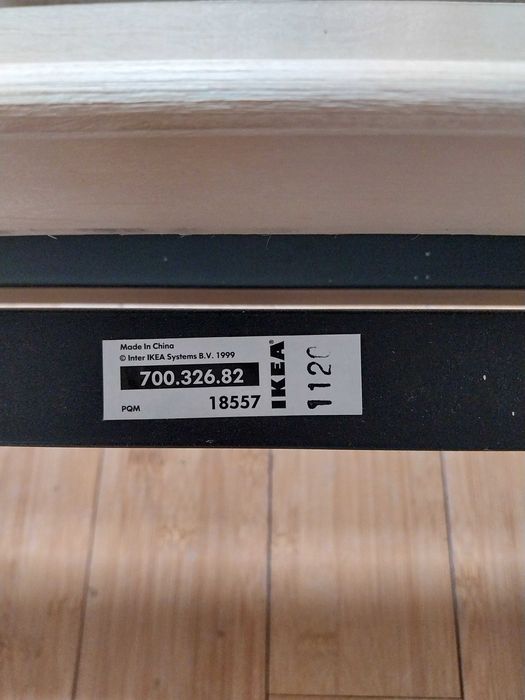 Made In China
© Inter IKEA Systems B.V. 1999
700.326.82
PQM
18557
IKEA
1120